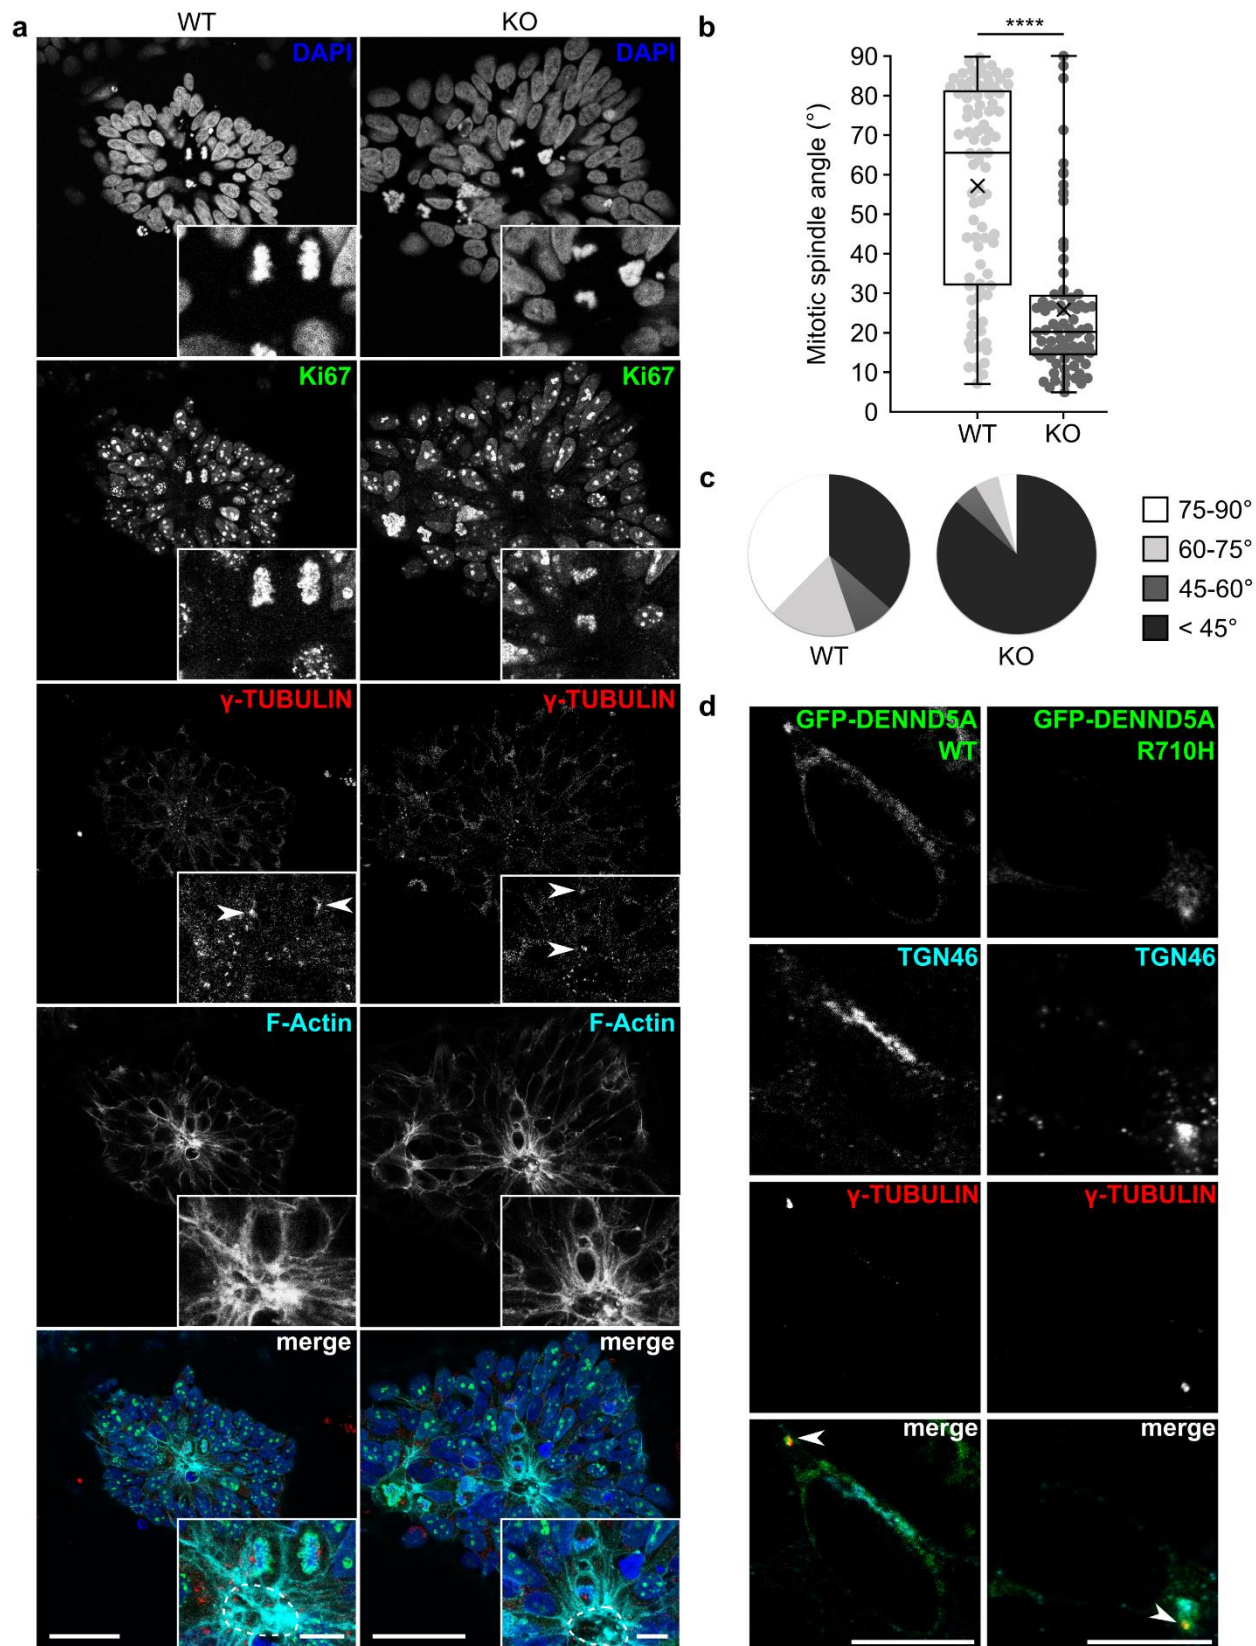 a
WT
KO
DAPI
DAPI
Ki67
Ki67
γ-TUBULIN
γ-TUBULIN
F-Actin
F-Actin
merge
merge
b
****
Mitotic spindle angle (°)
90
80
70
60
50
40
30
20
10
0
WT
KO
c
WT
KO
75-90°
60-75°
45-60°
< 45°
d
GFP-DENND5A
WT
GFP-DENND5A
R710H
TGN46
TGN46
γ-TUBULIN
γ-TUBULIN
merge
merge